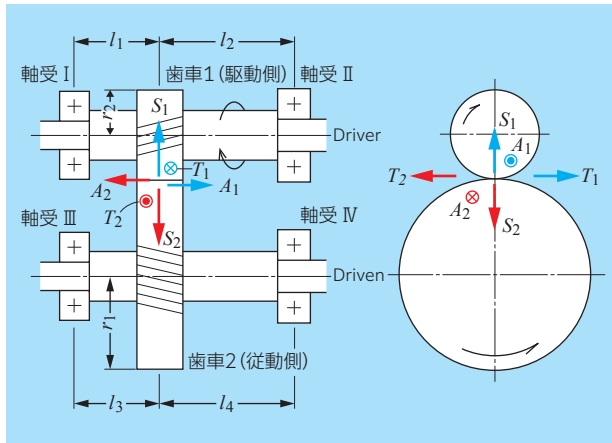 l1 l2
軸受 I 歯車1(駆動側) 軸受 II
r2 S1 S1
Driver
T1 A1
A2 A1 T2 T1
T2 A2
軸受 III 軸受 IV
S2 S2
Driven
r1
歯車2(従動側)
l3 l4